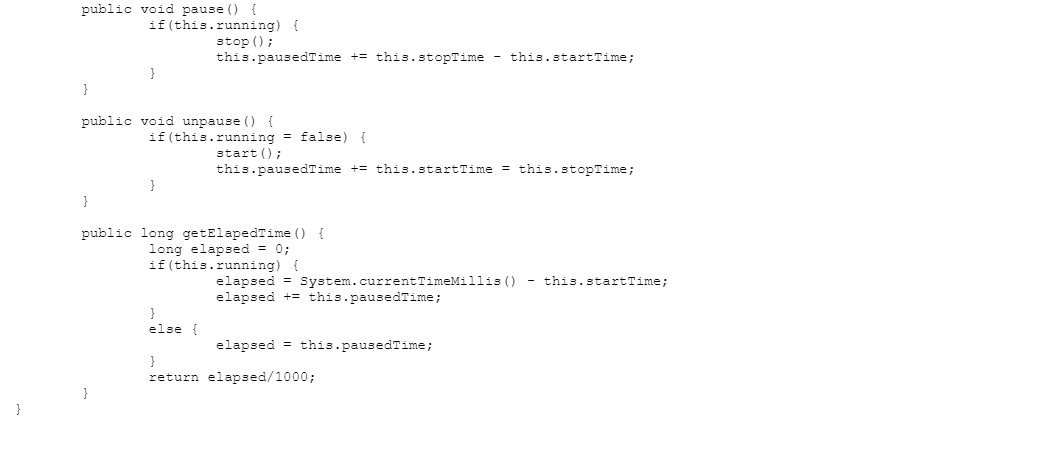 public void pause() {
if(this.running) {
stop();
this.pausedTime += this.stopTime - this.startTime;
}
}
public void unpause() {
if(this.running = false) {
start();
this.pausedTime += this.startTime = this.stopTime;
}
}
public long getElapedTime() {
long elapsed = 0;
if(this.running) {
elapsed = System.currentTimeMillis() - this.startTime;
elapsed += this.pausedTime;
}
else {
elapsed = this.pausedTime;
}
return elapsed/1000;
}
}